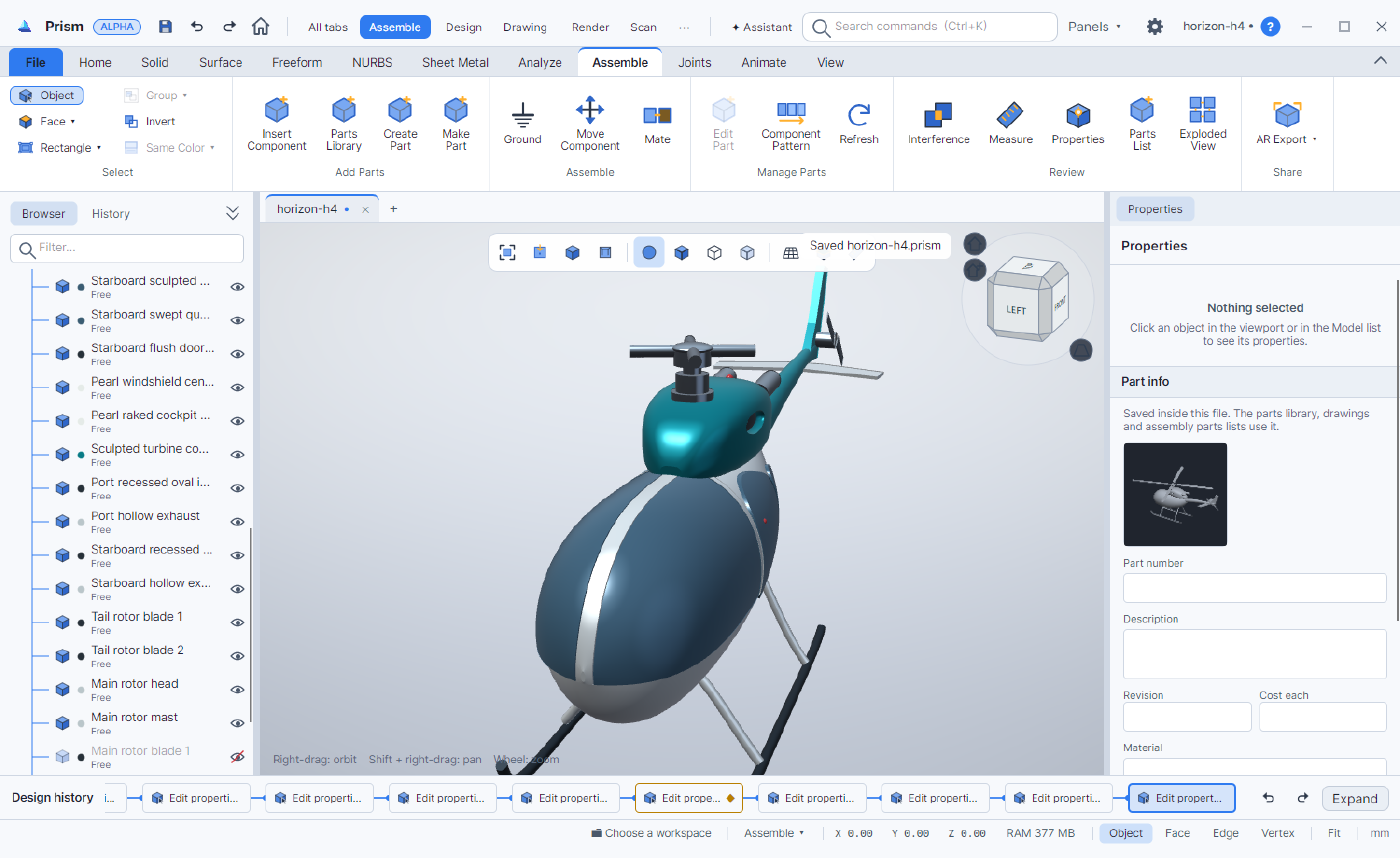 Prism ALPHA All tabs Assemble Design Drawing Render Scan ··· ✦ Assistant Search commands (Ctrl+K) Panels horizon-h4 • ?
File Home Solid Surface Freeform NURBS Sheet Metal Analyze Assemble Joints Animate View
Object Group
Face Invert
Rectangle Same Color
Select
Insert Component
Parts Library
Create Part
Make Part
Add Parts
Ground
Move Component
Mate
Assemble
Edit Part
Component Pattern
Refresh
Manage Parts
Interference
Measure
Properties
Parts List
Exploded View
Review
AR Export
Share
Browser History
Filter...
Starboard sculpted ...
Free
Starboard swept qu...
Free
Starboard flush door...
Free
Pearl windshield cen...
Free
Pearl raked cockpit ...
Free
Sculpted turbine co...
Free
Port recessed oval i...
Free
Port hollow exhaust
Free
Starboard recessed ...
Free
Starboard hollow ex...
Free
Tail rotor blade 1
Free
Tail rotor blade 2
Free
Main rotor head
Free
Main rotor mast
Free
Main rotor blade 1
Free
horizon-h4 • × +
Saved horizon-h4.prism
LEFT
FRONT
Right-drag: orbit Shift + right-drag: pan Wheel: zoom
Properties
Properties
Nothing selected
Click an object in the viewport or in the Model list
to see its properties.
Part info
Saved inside this file. The parts library, drawings
and assembly parts lists use it.
Part number
Description
Revision Cost each
Material
Design history i... Edit properti... Edit properti... Edit properti... Edit properti... Edit prope... Edit properti... Edit properti... Edit properti... Edit propert... Expand
Choose a workspace Assemble X 0.00 Y 0.00 Z 0.00 RAM 377 MB Object Face Edge Vertex Fit mm